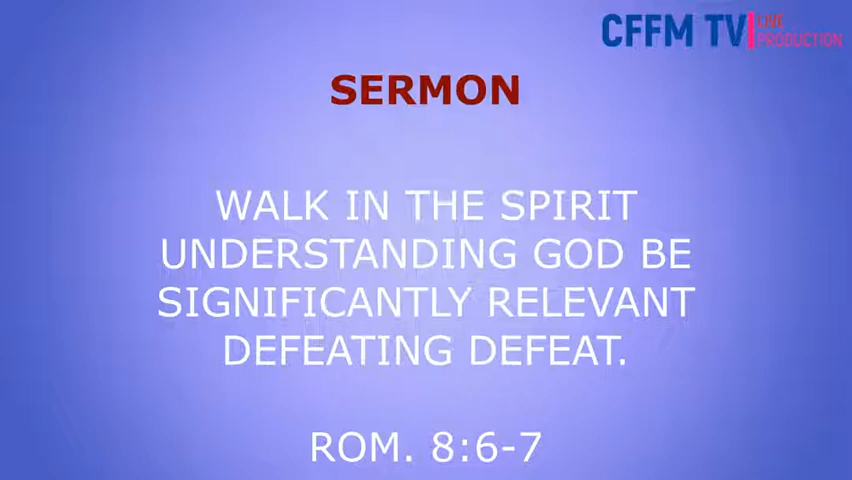 CFFM TV
LIVE
PRODUCTION
SERMON
WALK IN THE SPIRIT
UNDERSTANDING GOD BE
SIGNIFICANTLY RELEVANT
DEFEATING DEFEAT.
ROM. 8:6-7